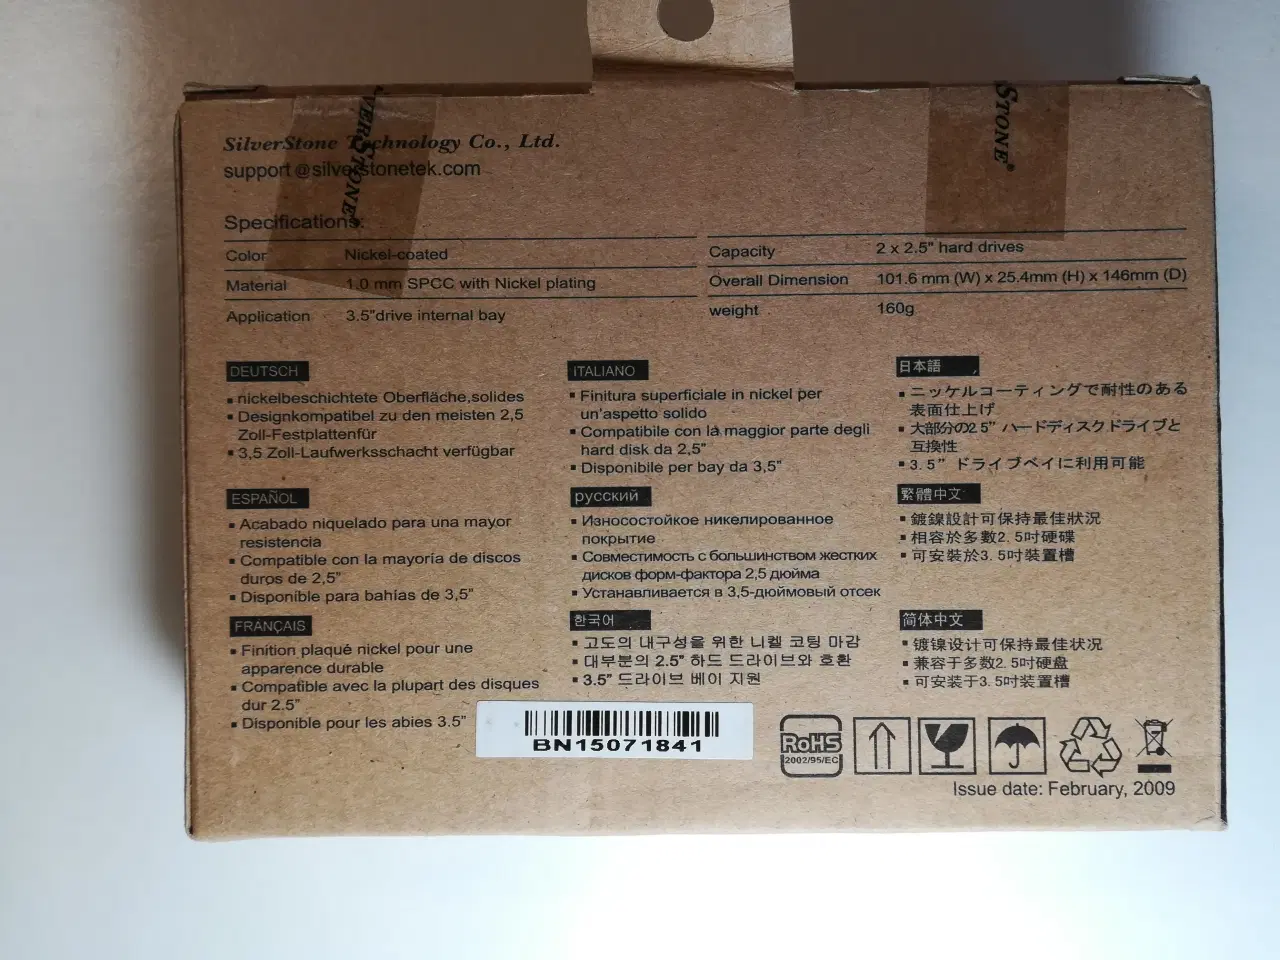 SilverStone Technology Co., Ltd.
support@silverstonetek.com
VERSTONE
STONE®
Specifications:
Color Nickel-coated
Material 1.0 mm SPCC with Nickel plating
Application 3.5"drive internal bay
Capacity 2 x 2.5" hard drives
Overall Dimension 101.6 mm (W) x 25.4mm (H) x 146mm (D)
weight 160g
DEUTSCH
▪ nickelbeschichtete Oberfläche,solides
▪ Designkompatibel zu den meisten 2,5
Zoll-Festplattenfür
▪ 3,5 Zoll-Laufwerksschacht verfügbar
ESPAÑOL
▪ Acabado niquelado para una mayor
resistencia
▪ Compatible con la mayoría de discos
duros de 2,5"
▪ Disponible para bahías de 3,5"
FRANÇAIS
▪ Finition plaqué nickel pour une
apparence durable
▪ Compatible avec la plupart des disques
dur 2.5"
▪ Disponible pour les abies 3.5"
ITALIANO
▪ Finitura superficiale in nickel per
un'aspetto solido
▪ Compatibile con la maggior parte degli
hard disk da 2,5"
▪ Disponibile per bay da 3,5"
русский
▪ Износостойкое никелированное
покрытие
▪ Совместимость с большинством жестких
дисков форм-фактора 2,5 дюйма
▪ Устанавливается в 3,5-дюймовый отсек
한국어
▪ 고도의 내구성을 위한 니켈 코팅 마감
▪ 대부분의 2.5" 하드 드라이브와 호환
▪ 3.5" 드라이브 베이 지원
日本語
▪ ニッケルコーティングで耐性のある
表面仕上げ
▪ 大部分の2.5" ハードディスクドライブと
互換性
▪ 3.5" ドライブベイに利用可能
繁體中文
▪ 鍍鎳設計可保持最佳狀況
▪ 相容於多數2.5吋硬碟
▪ 可安裝於3.5吋裝置槽
简体中文
▪ 镀镍设计可保持最佳状况
▪ 兼容于多数2.5吋硬盘
▪ 可安装于3.5吋装置槽
BN15071841
RoHS
2002/95/EC
Issue date: February, 2009